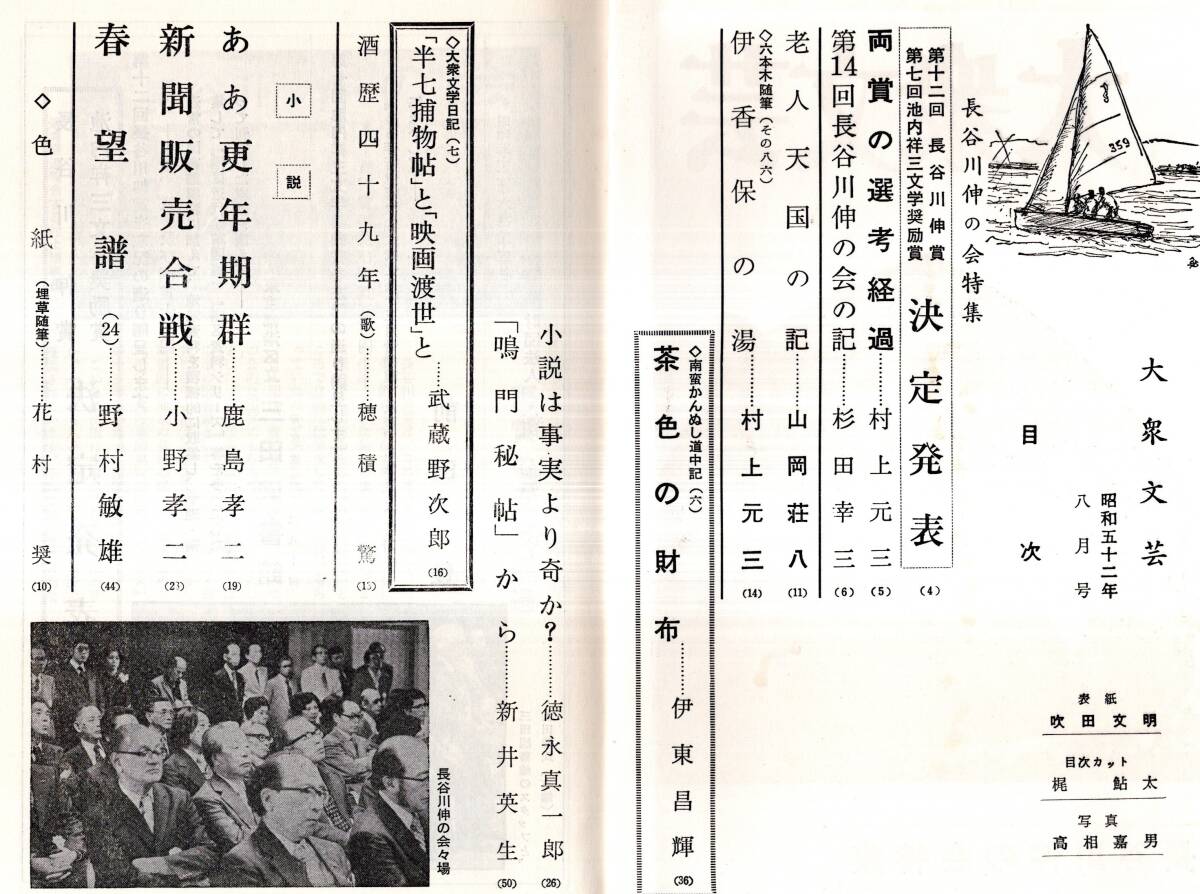 大衆文芸
昭和五十二年
八月号
目次
表紙
吹田文明
目次カット
梶鮎太
写真
高相嘉男
359
長谷川伸の会特集
第十二回 長谷川伸賞
第七回池内祥三文学奨励賞
決定発表 (4)
両賞の選考経過………村上元三 (5)
第14回長谷川伸の会の記………杉田幸三 (6)
老人天国の記………山岡荘八 (11)
◇六本木随筆(その八六)
伊香保の湯………村上元三 (14)
◇南蛮かんぬし道中記(六)
茶色の財布………伊東昌輝 (36)
小説は事実より奇か?………徳永真一郎 (26)
「鳴門秘帖」から………新井英生 (50)
◇大衆文学日記(七)
「半七捕物帖」と「映画渡世」と……武蔵野次郎 (16)
酒歴四十九年(歌)………穂積驚
小説
ああ更年期群………鹿島孝二 (19)
新聞販売合戦………小野孝二
春望譜(24)………野村敏雄 (44)
◇色紙(埋草随筆)………花村奨 (10)
長谷川伸の会々場